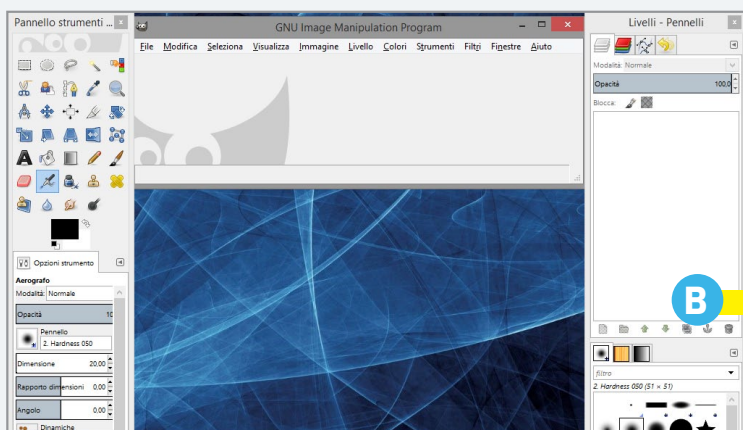 Pannello strumenti ...
GNU Image Manipulation Program
Livelli - Pennelli
File Modifica Seleziona Visualizza Immagine Livello Colori Strumenti Filtri Finestre Aiuto
Modalità: Normale
Opacità 100,0
Blocca:
Opzioni strumento
Aerografo
Modalità: Normale
Opacità 10
Pennello
2. Hardness 050
Dimensione 20,00
Rapporto dimensioni 0,00
Angolo 0,00
Dinamiche
B
filtro
2. Hardness 050 (51 × 51)